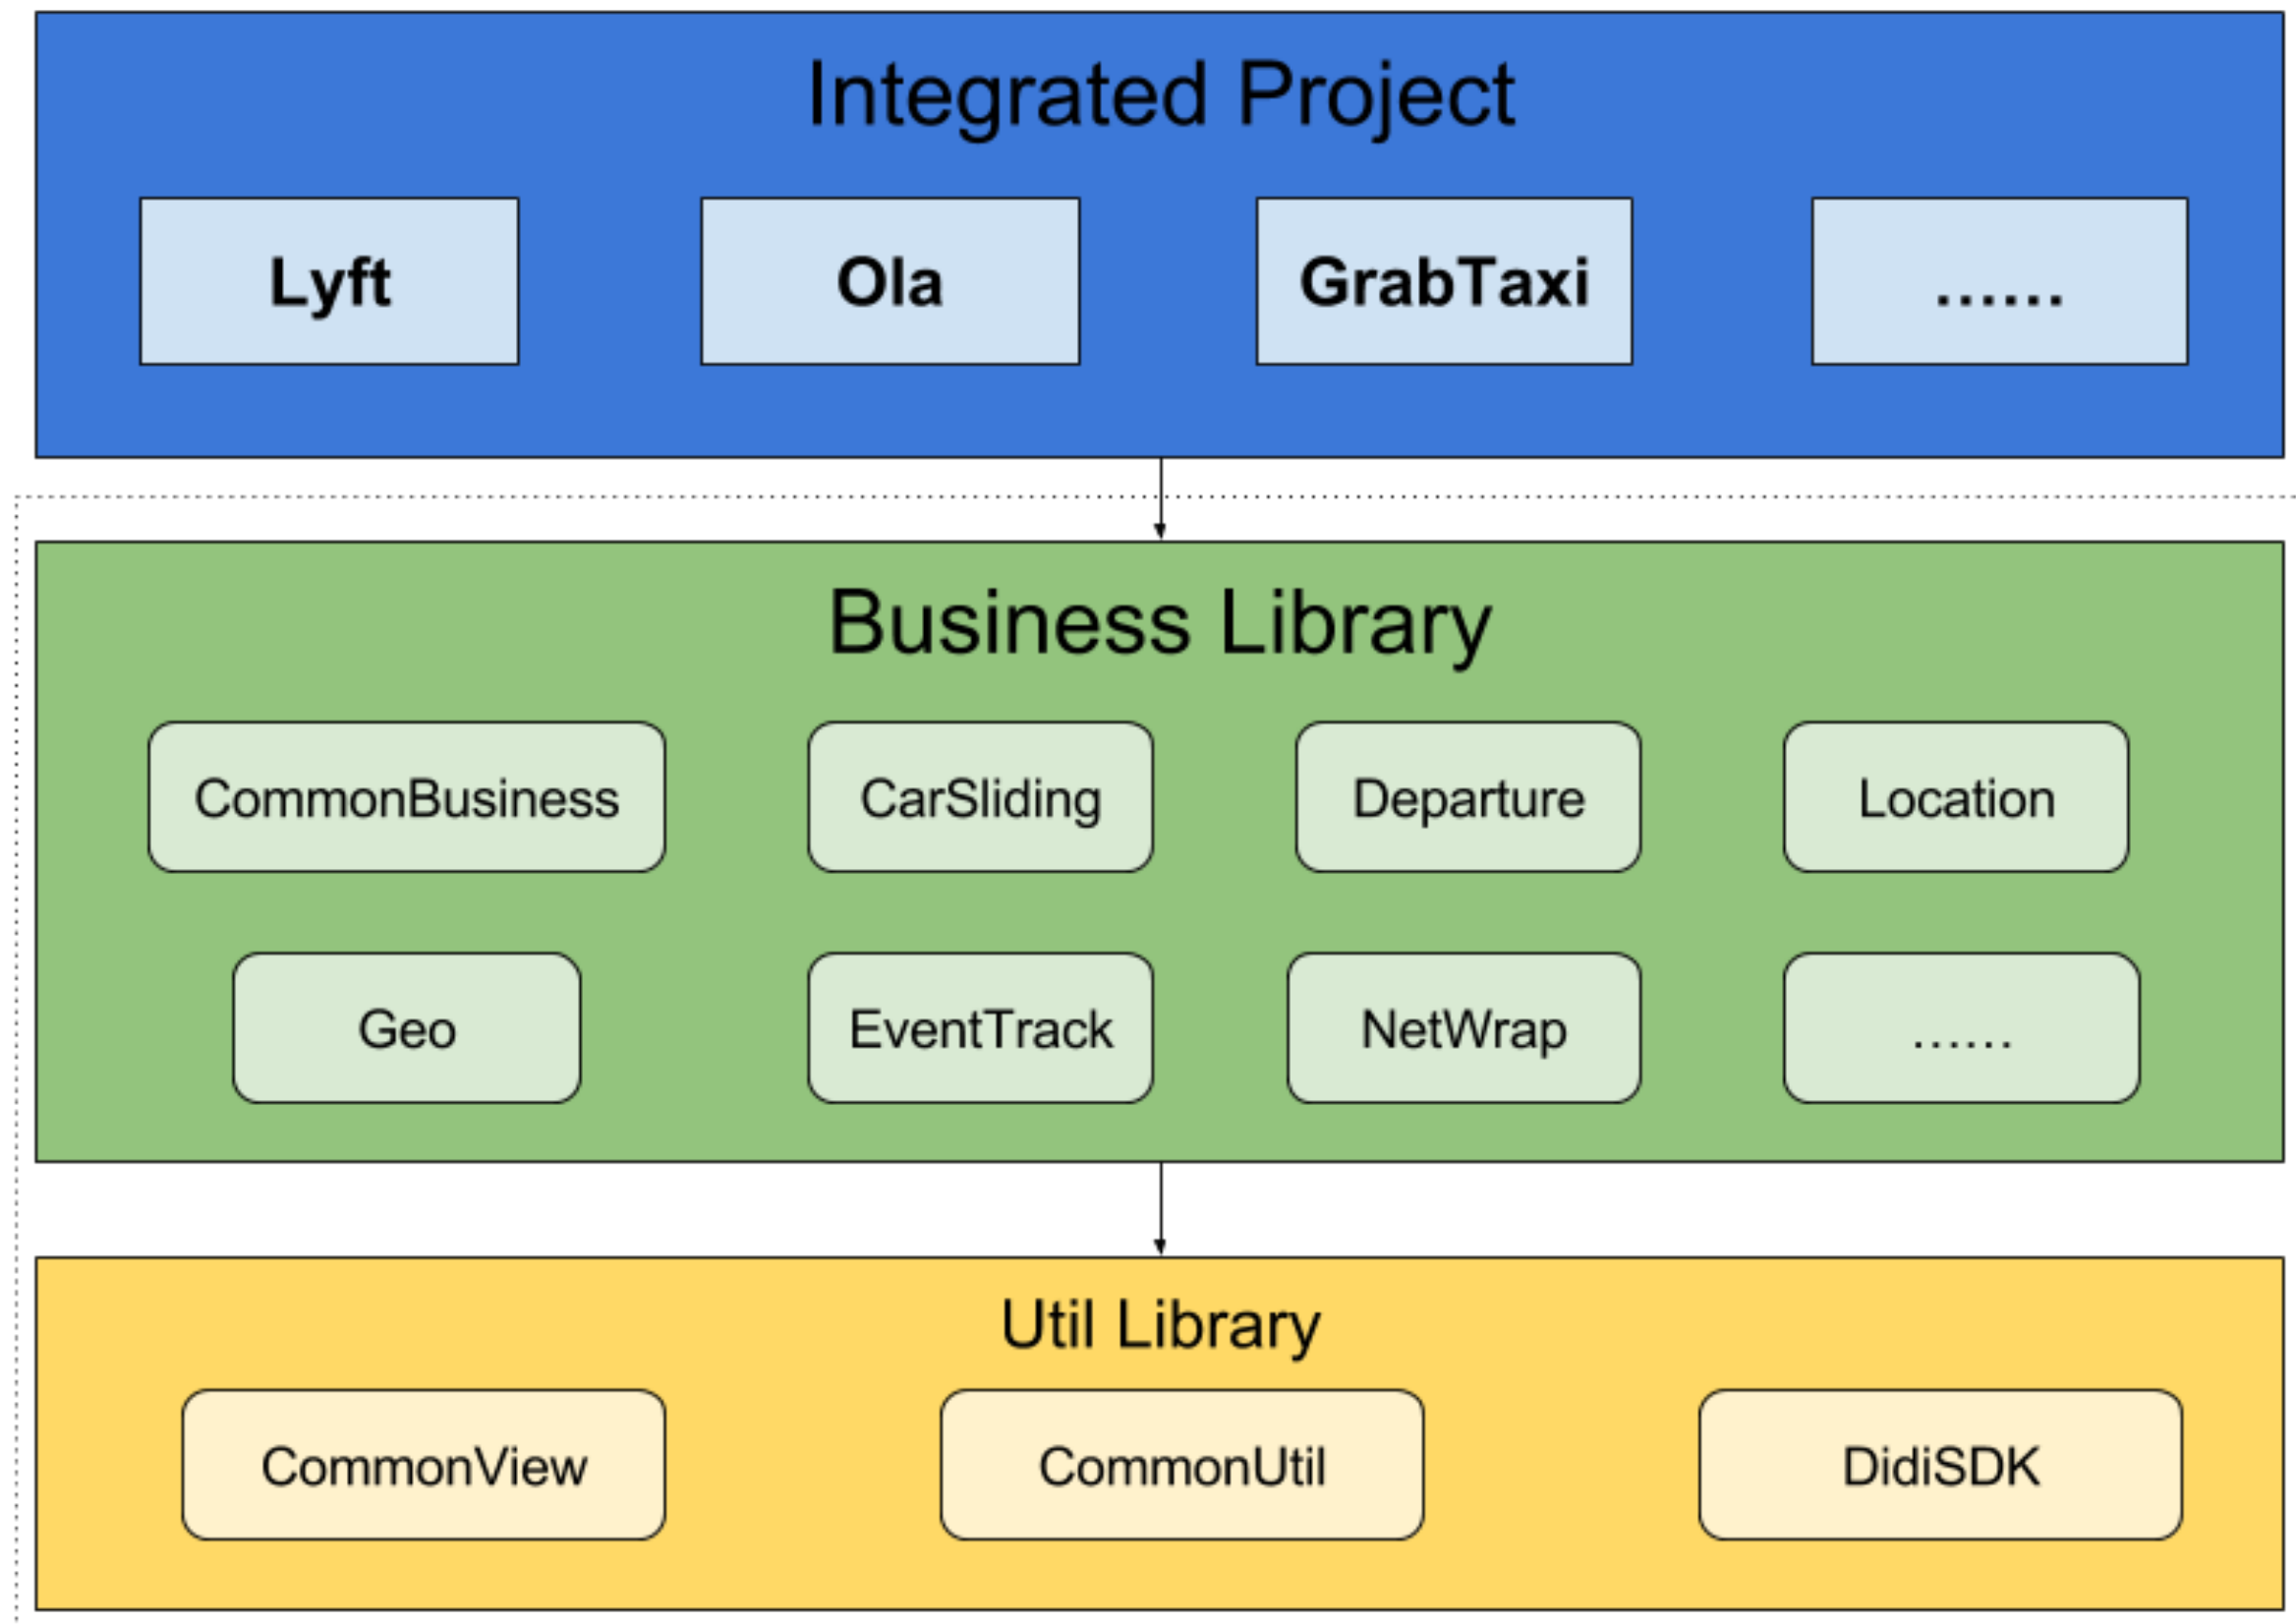 Integrated Project
Lyft
Ola
GrabTaxi
......
Business Library
CommonBusiness
CarSliding
Departure
Location
Geo
EventTrack
NetWrap
......
Util Library
CommonView
CommonUtil
DidiSDK